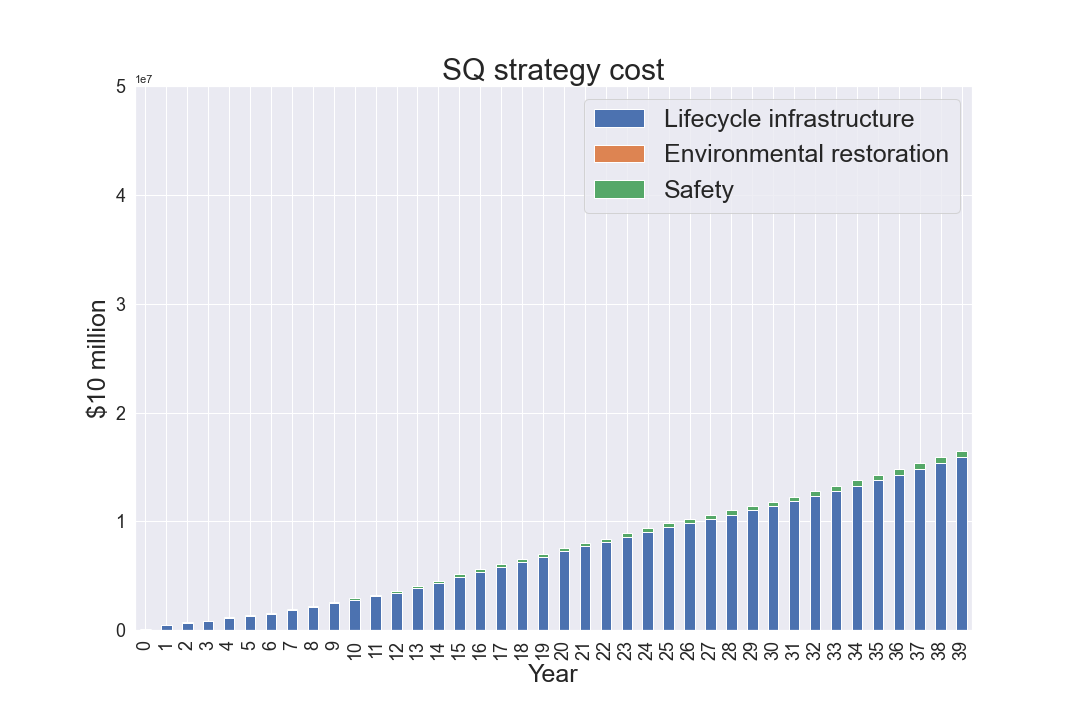 SQ strategy cost
1e7
5
4
3
2
1
0
$10 million
Lifecycle infrastructure
Environmental restoration
Safety
0 1 2 3 4 5 6 7 8 9 10 11 12 13 14 15 16 17 18 19 20 21 22 23 24 25 26 27 28 29 30 31 32 33 34 35 36 37 38 39
Year